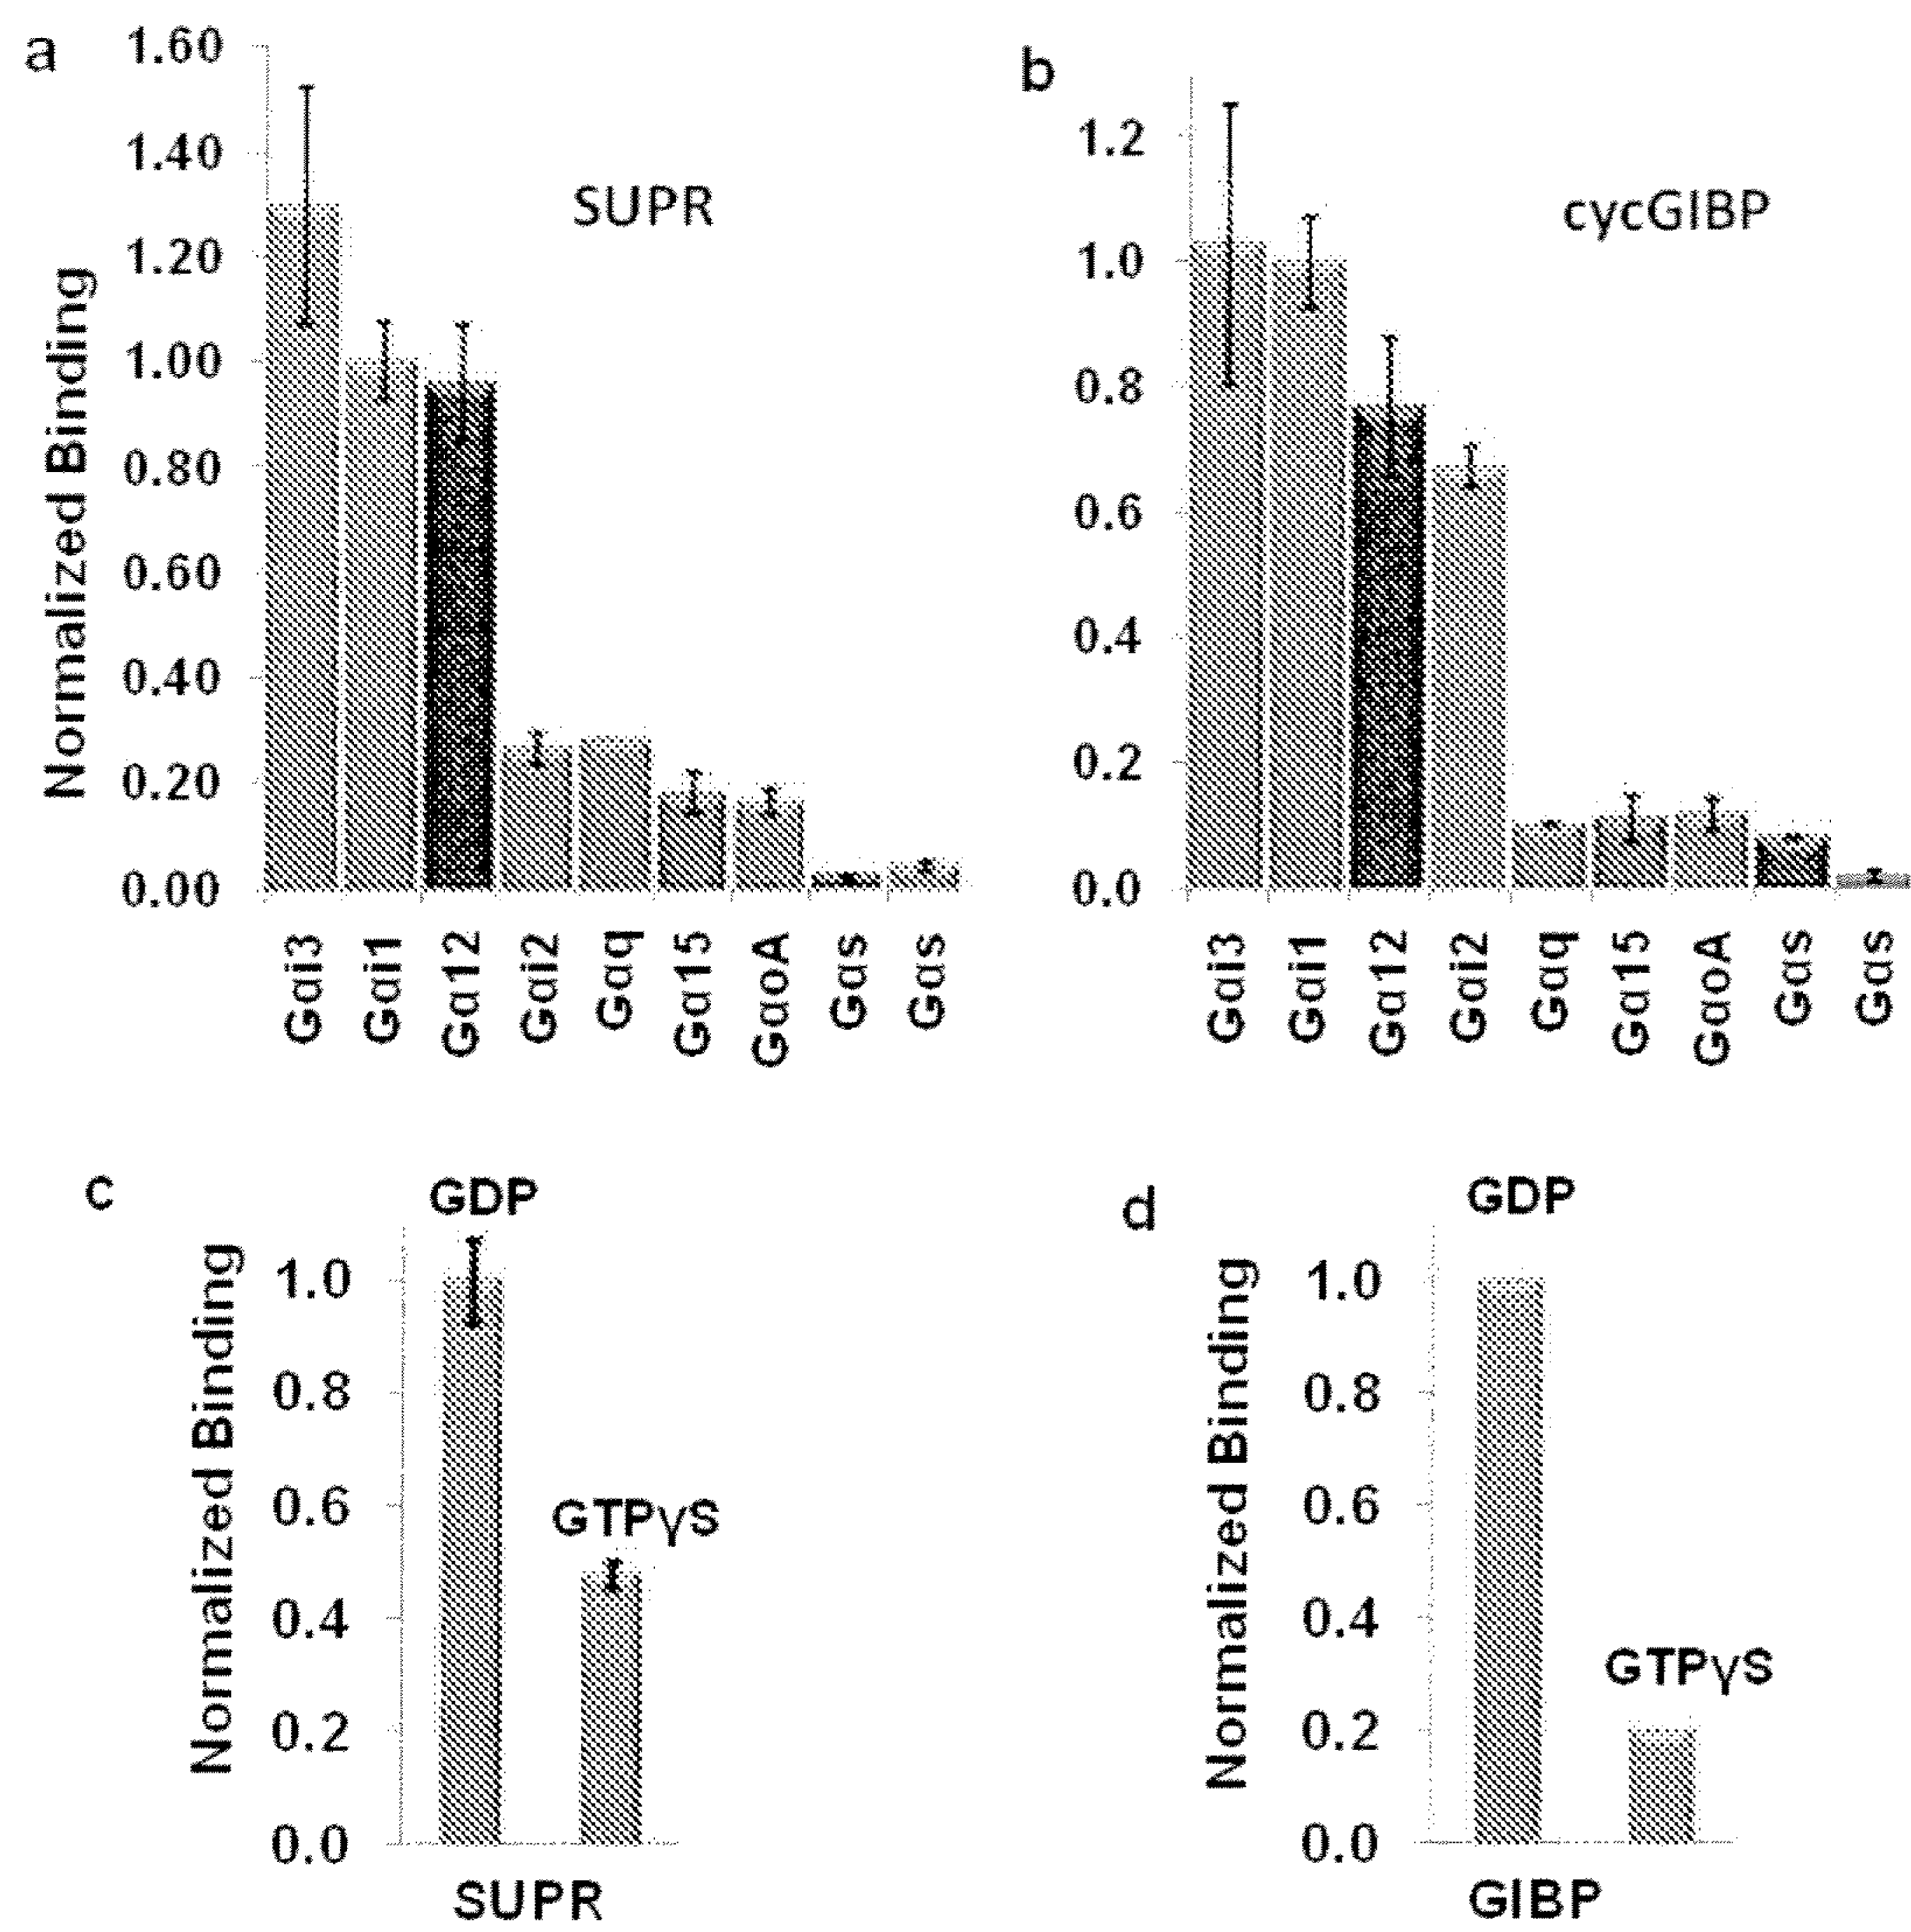 a
SUPR
Normalized Binding
1.60
1.40
1.20
1.00
0.80
0.60
0.40
0.20
0.00
Gαi3
Gαi1
Gα12
Gαi2
Gαq
Gα15
GαoA
Gαs
Gαs
b
cycGIBP
1.2
1.0
0.8
0.6
0.4
0.2
0.0
Gαi3
Gαi1
Gα12
Gαi2
Gαq
Gα15
GαoA
Gαs
Gαs
c
GDP
Normalized Binding
1.0
0.8
0.6
0.4
0.2
0.0
GTPγS
SUPR
d
GDP
Normalized Binding
1.0
0.8
0.6
0.4
0.2
0.0
GTPγS
GIBP